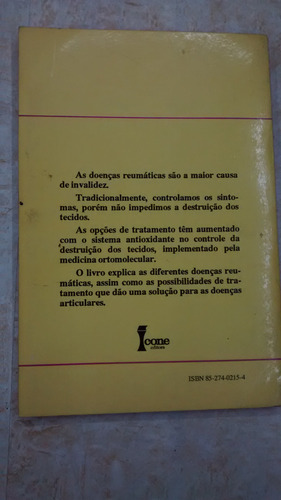 As doenças reumáticas são a maior causa
de invalidez.
Tradicionalmente, controlamos os sinto-
mas, porém não impedimos a destruição dos
tecidos.
As opções de tratamento têm aumentado
com o sistema antioxidante no controle da
destruição dos tecidos, implementado pela
medicina ortomolecular.
O livro explica as diferentes doenças reu-
máticas, assim como as possibilidades de tra-
tamento que dão uma solução para as doenças
articulares.
Ícone
editora
ISBN 85-274-0215-4